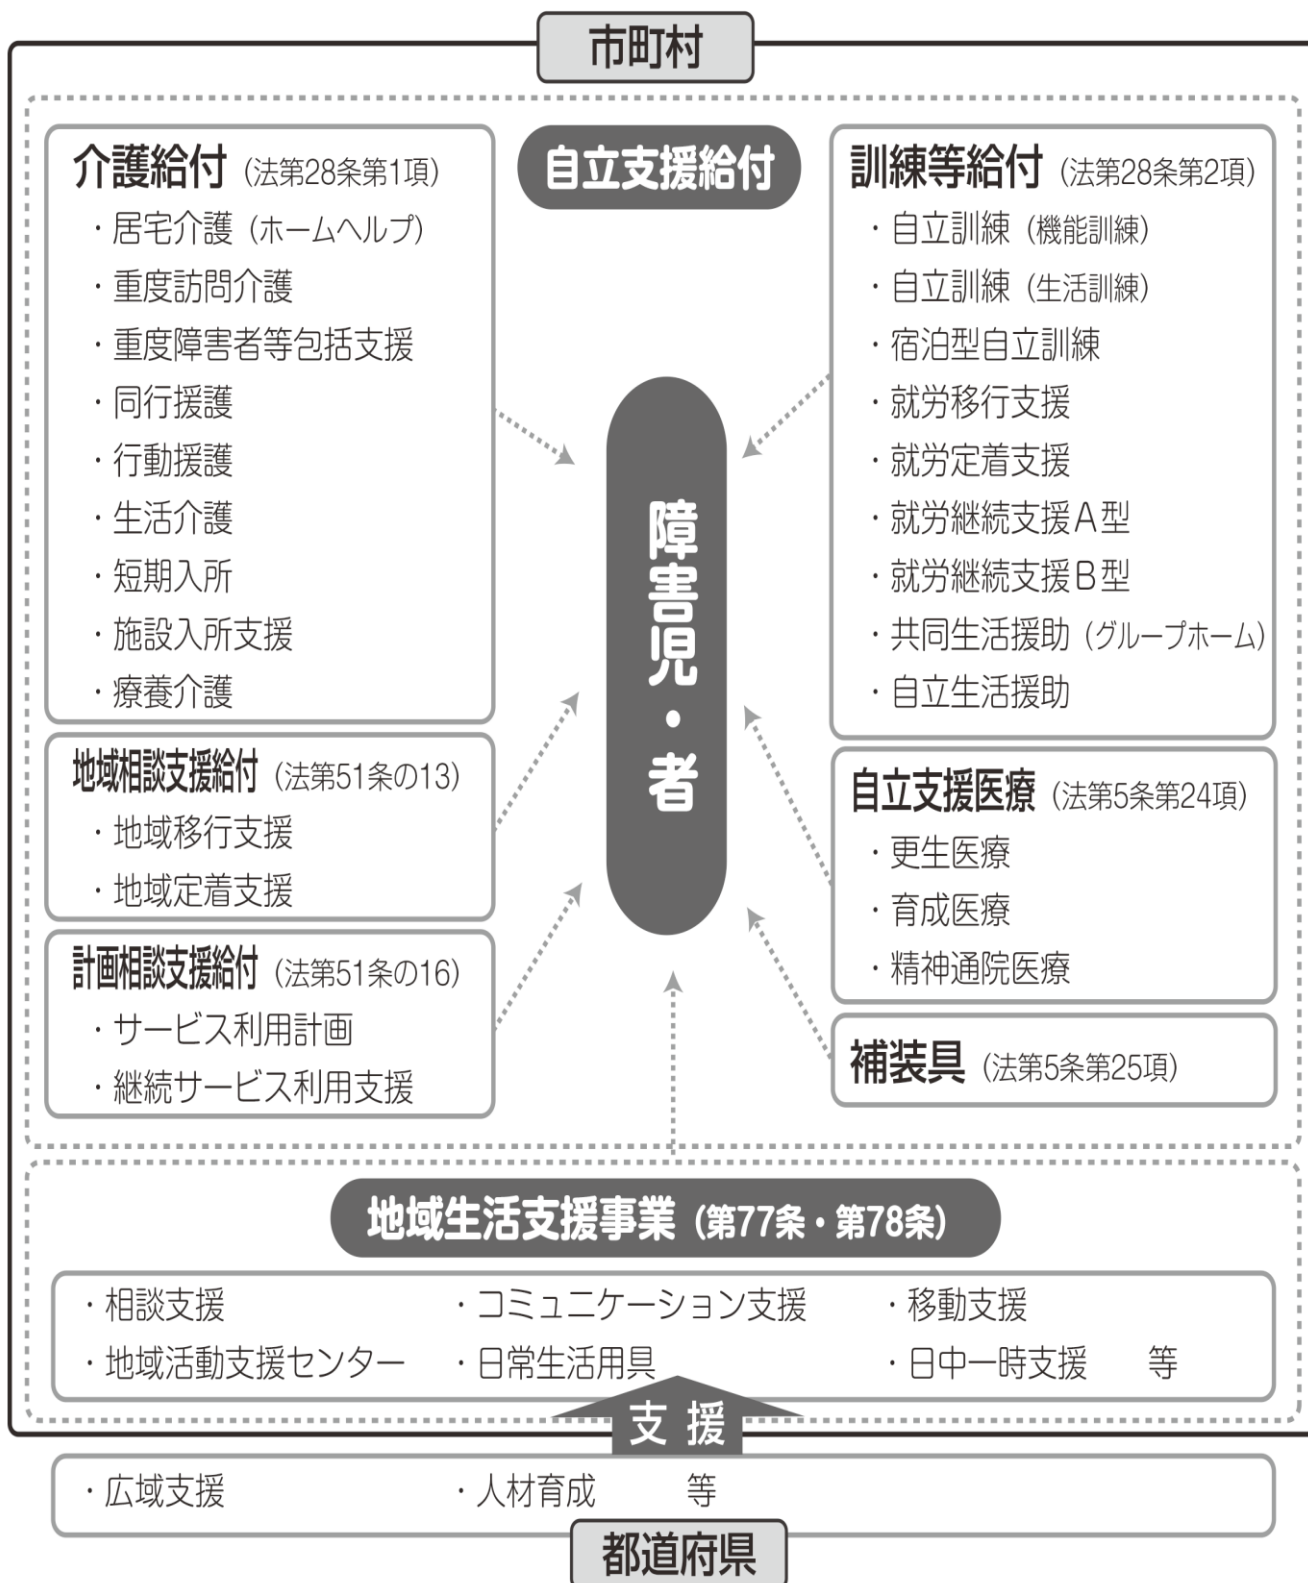 市町村
自立支援給付
介護給付（法第28条第1項）
・居宅介護（ホームヘルプ）
・重度訪問介護
・重度障害者等包括支援
・同行援護
・行動援護
・生活介護
・短期入所
・施設入所支援
・療養介護
地域相談支援給付（法第51条の13）
・地域移行支援
・地域定着支援
計画相談支援給付（法第51条の16）
・サービス利用計画
・継続サービス利用支援
障害児・者
訓練等給付（法第28条第2項）
・自立訓練（機能訓練）
・自立訓練（生活訓練）
・宿泊型自立訓練
・就労移行支援
・就労定着支援
・就労継続支援A型
・就労継続支援B型
・共同生活援助（グループホーム）
・自立生活援助
自立支援医療（法第5条第24項）
・更生医療
・育成医療
・精神通院医療
補装具（法第5条第25項）
地域生活支援事業（第77条・第78条）
・相談支援 ・コミュニケーション支援 ・移動支援
・地域活動支援センター ・日常生活用具 ・日中一時支援 等
支援
・広域支援 ・人材育成 等
都道府県